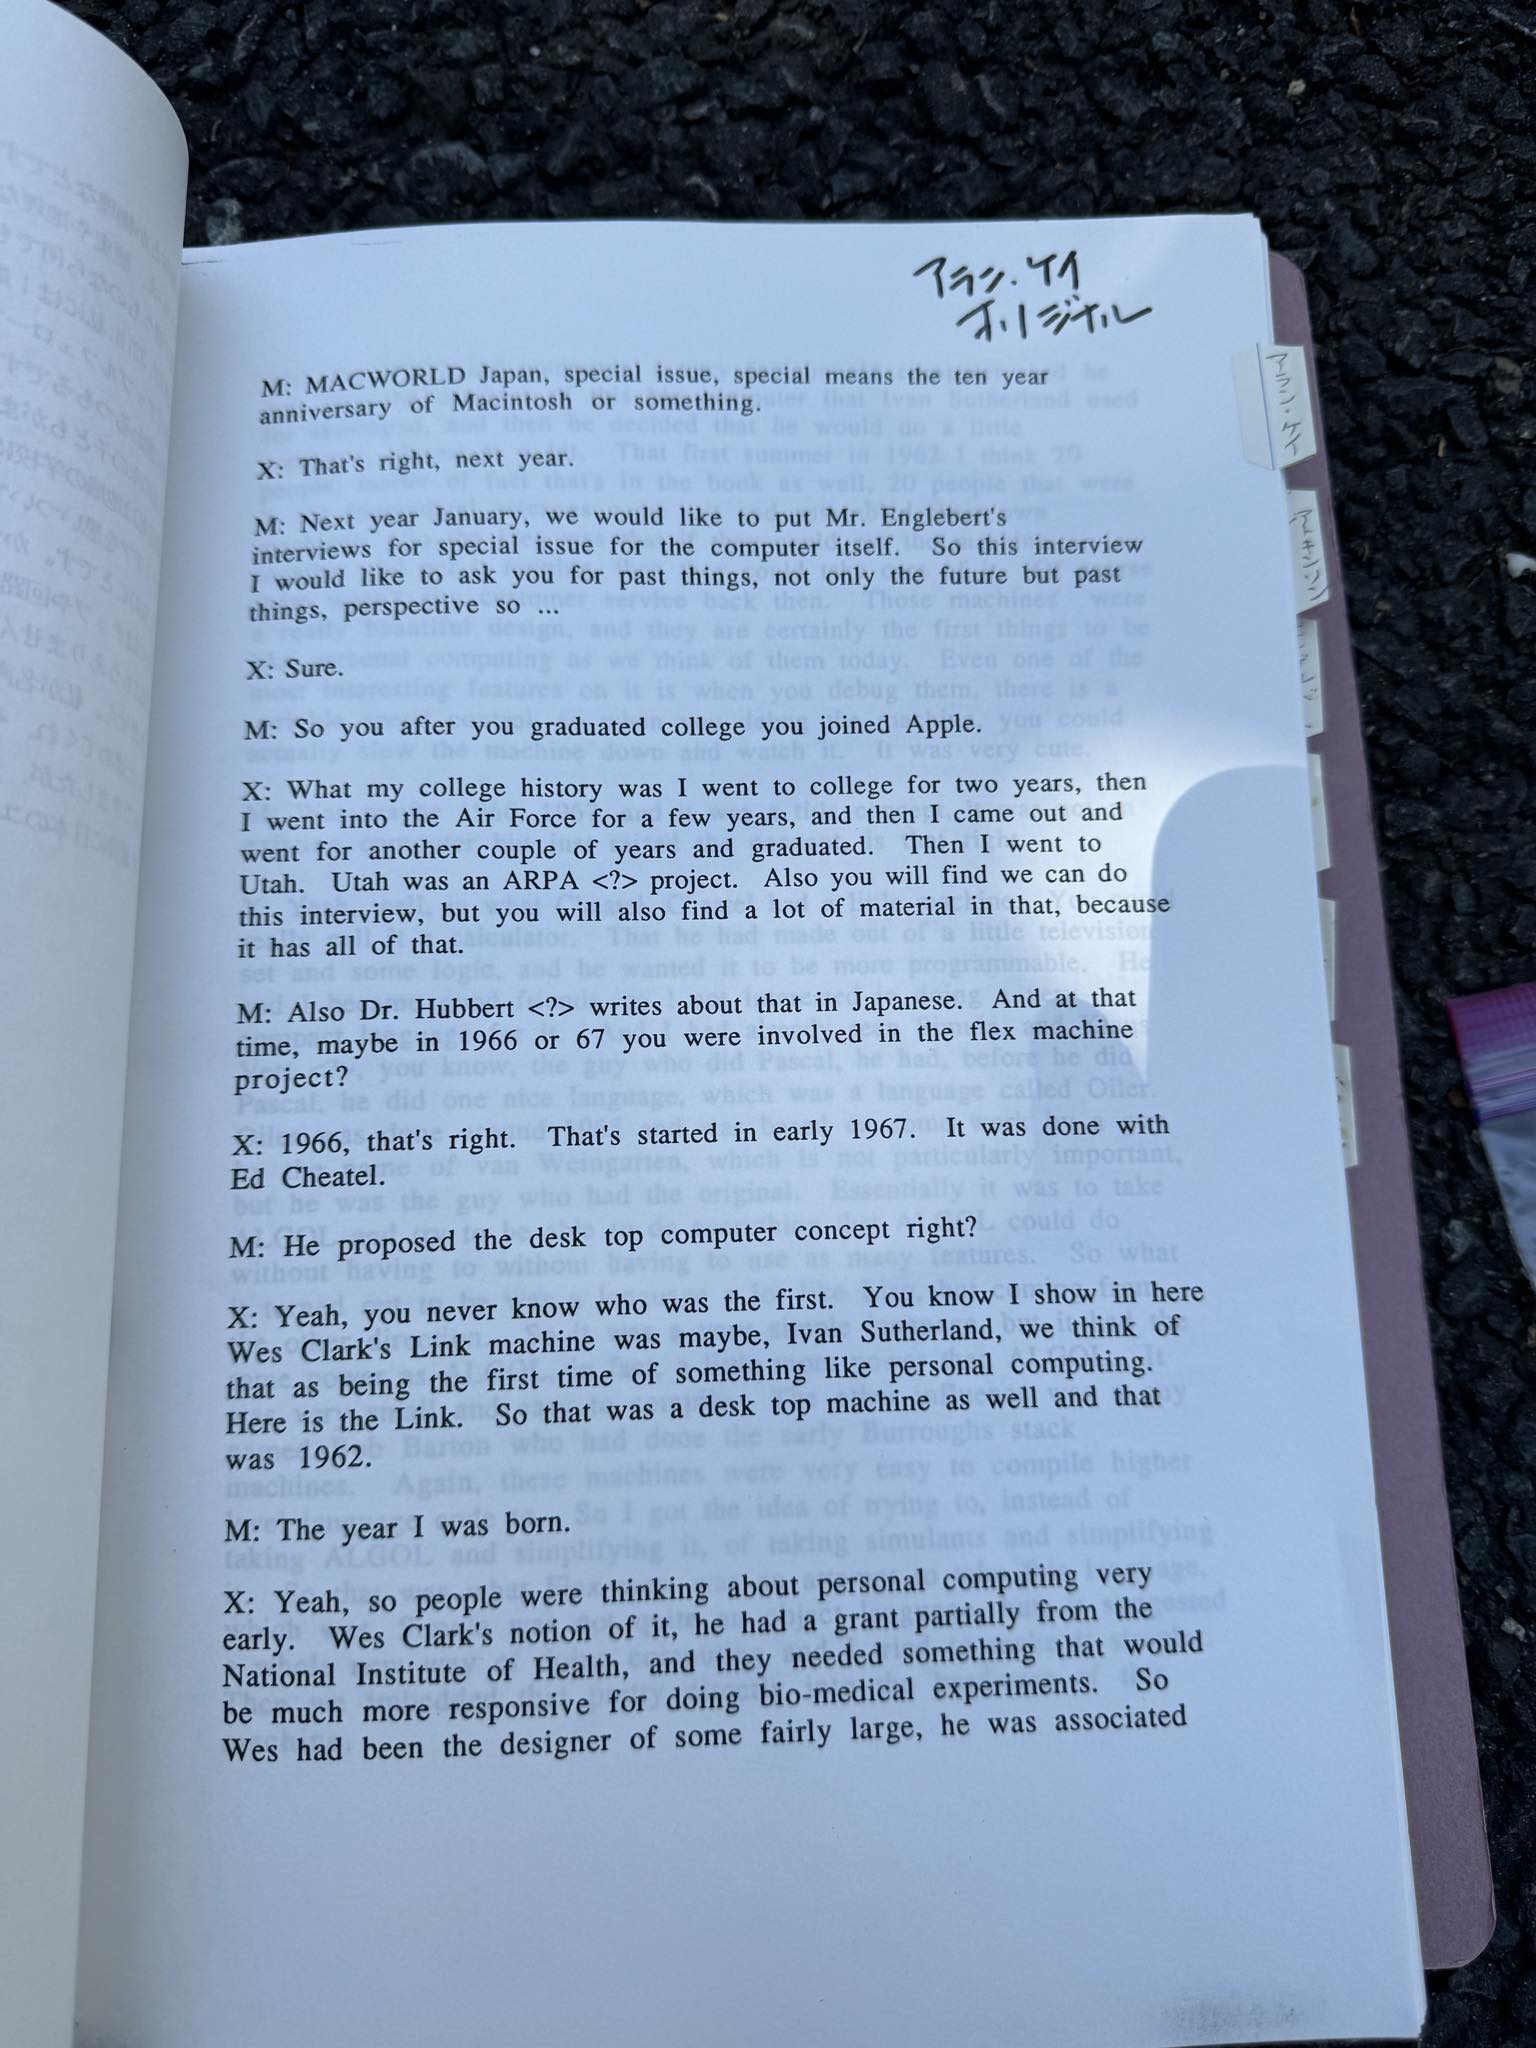 アラン・ケイ
オリジナル
M: MACWORLD Japan, special issue, special means the ten year
anniversary of Macintosh or something.
X: That's right, next year.
M: Next year January, we would like to put Mr. Englebert's
interviews for special issue for the computer itself. So this interview
I would like to ask you for past things, not only the future but past
things, perspective so ...
X: Sure.
M: So you after you graduated college you joined Apple.
X: What my college history was I went to college for two years, then
I went into the Air Force for a few years, and then I came out and
went for another couple of years and graduated. Then I went to
Utah. Utah was an ARPA <?> project. Also you will find we can do
this interview, but you will also find a lot of material in that, because
it has all of that.
M: Also Dr. Hubbert <?> writes about that in Japanese. And at that
time, maybe in 1966 or 67 you were involved in the flex machine
project?
X: 1966, that's right. That's started in early 1967. It was done with
Ed Cheatel.
M: He proposed the desk top computer concept right?
X: Yeah, you never know who was the first. You know I show in here
Wes Clark's Link machine was maybe, Ivan Sutherland, we think of
that as being the first time of something like personal computing.
Here is the Link. So that was a desk top machine as well and that
was 1962.
M: The year I was born.
X: Yeah, so people were thinking about personal computing very
early. Wes Clark's notion of it, he had a grant partially from the
National Institute of Health, and they needed something that would
be much more responsive for doing bio-medical experiments. So
Wes had been the designer of some fairly large, he was associated
アラン・ケイ